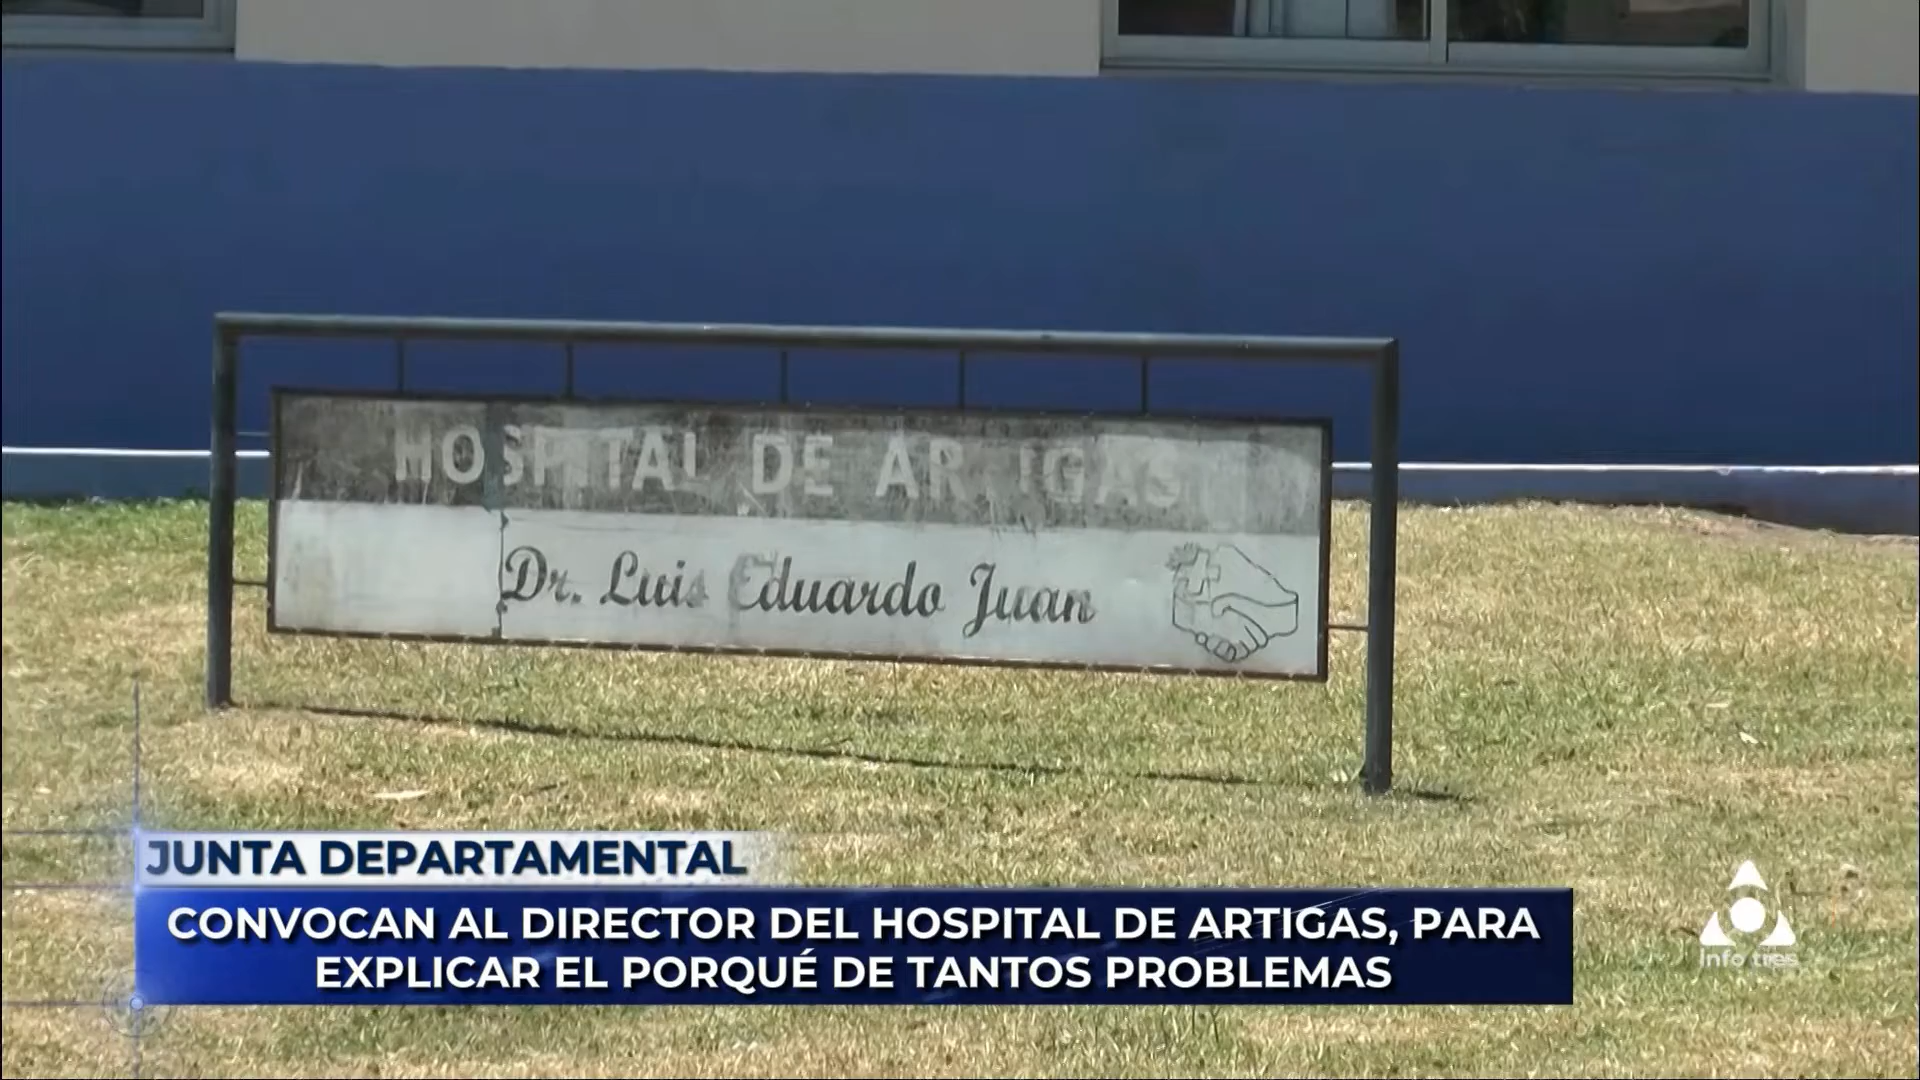 HOSPITAL DE ARTIGAS
Dr. Luis Eduardo Juan
JUNTA DEPARTAMENTAL
CONVOCAN AL DIRECTOR DEL HOSPITAL DE ARTIGAS, PARA
EXPLICAR EL PORQUÉ DE TANTOS PROBLEMAS
Info tres